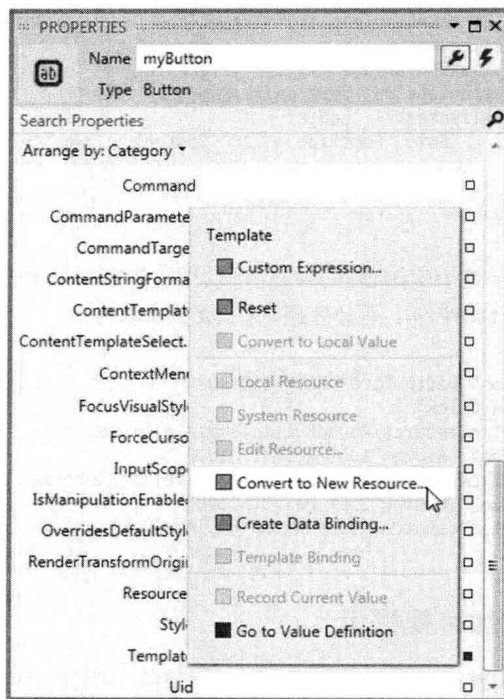 PROPERTIES
Name myButton
Type Button
Search Properties
Arrange by: Category
Command
CommandParamete
CommandTarge
ContentStringForma
ContentTemplat
ContentTemplateSelect.
ContextMen
FocusVisualStyl
ForceCurso
InputScop
IsManipulationEnable
OverridesDefaultStyl
RenderTransformOrigi
Resource
Styl
Templat
Uid
Template
Custom Expression...
Reset
Convert to Local Value
Local Resource
System Resource
Edit Resource...
Convert to New Resource...
Create Data Binding...
Template Binding
Record Current Value
Go to Value Definition